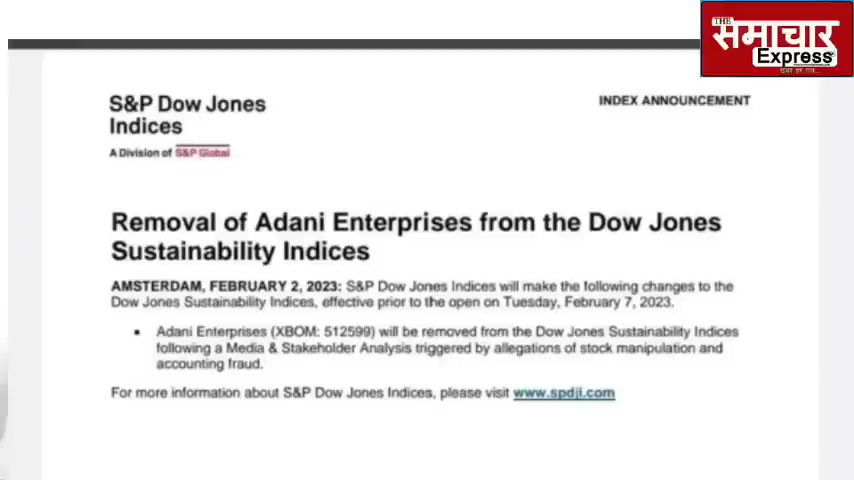 THE
समाचार
Express
S&P Dow Jones
Indices
INDEX ANNOUNCEMENT
A Division of S&P Global
Removal of Adani Enterprises from the Dow Jones
Sustainability Indices
AMSTERDAM, FEBRUARY 2, 2023: S&P Dow Jones Indices will make the following changes to the
Dow Jones Sustainability Indices, effective prior to the open on Tuesday, February 7, 2023.
• Adani Enterprises (XBOM: 512599) will be removed from the Dow Jones Sustainability Indices
following a Media & Stakeholder Analysis triggered by allegations of stock manipulation and
accounting fraud.
For more information about S&P Dow Jones Indices, please visit www.spdji.com